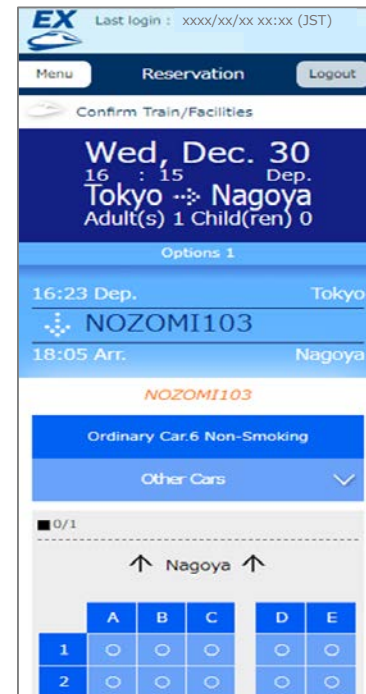 EX Last login : xxxx/xx/xx xx:xx (JST)
Menu Reservation Logout
Confirm Train/Facilities
Wed, Dec. 30
16 : 15 Dep.
Tokyo Nagoya
Adult(s) 1 Child(ren) 0
Options 1
16:23 Dep. Tokyo
NOZOMI103
18:05 Arr. Nagoya
NOZOMI103
Ordinary Car.6 Non-Smoking
Other Cars
■0/1
↑ Nagoya ↑
A B C D E
1 ○ ○ ○ ○ ○
2 ○ ○ ○ ○ ○